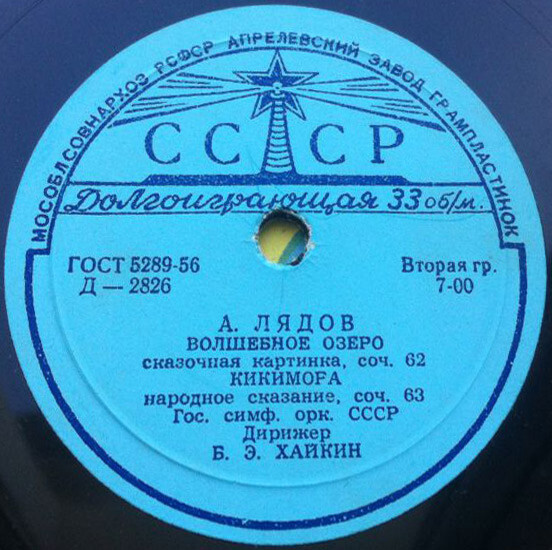 МОСОБЛСОВНАРХОЗ РСФСР АПРЕЛЕВСКИЙ ЗАВОД ГРАМПЛАСТИНОК
СССР
Долгоиграющая 33 об/м.
ГОСТ 5289-56
Д — 2826
Вторая гр.
7-00
А. ЛЯДОВ
ВОЛШЕБНОЕ ОЗЕРО
сказочная картинка, соч. 62
КИКИМОРА
народное сказание, соч. 63
Гос. симф. орк. СССР
Дирижер
Б. Э. ХАЙКИН